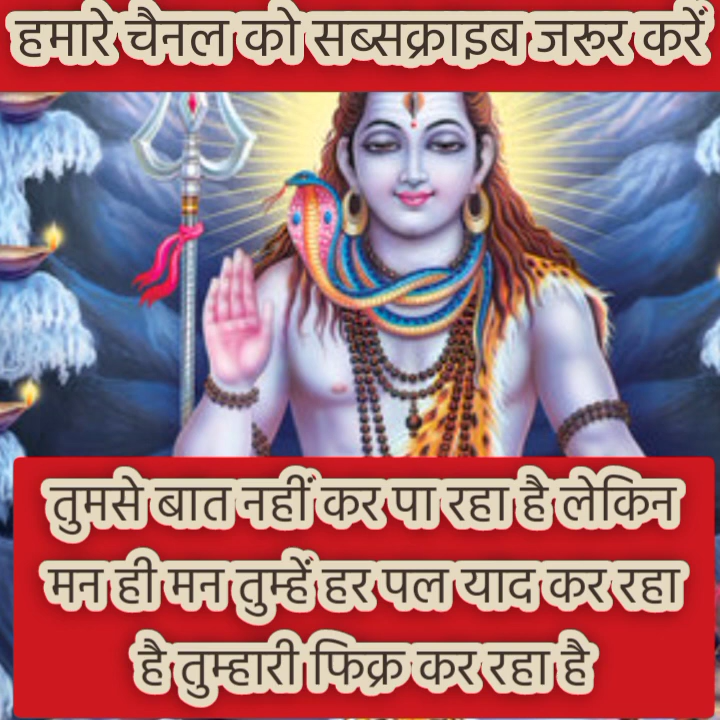 हमारे चैनल को सब्सक्राइब जरूर करें
तुमसे बात नहीं कर पा रहा है लेकिन
मन ही मन तुम्हें हर पल याद कर रहा
है तुम्हारी फिक्र कर रहा है